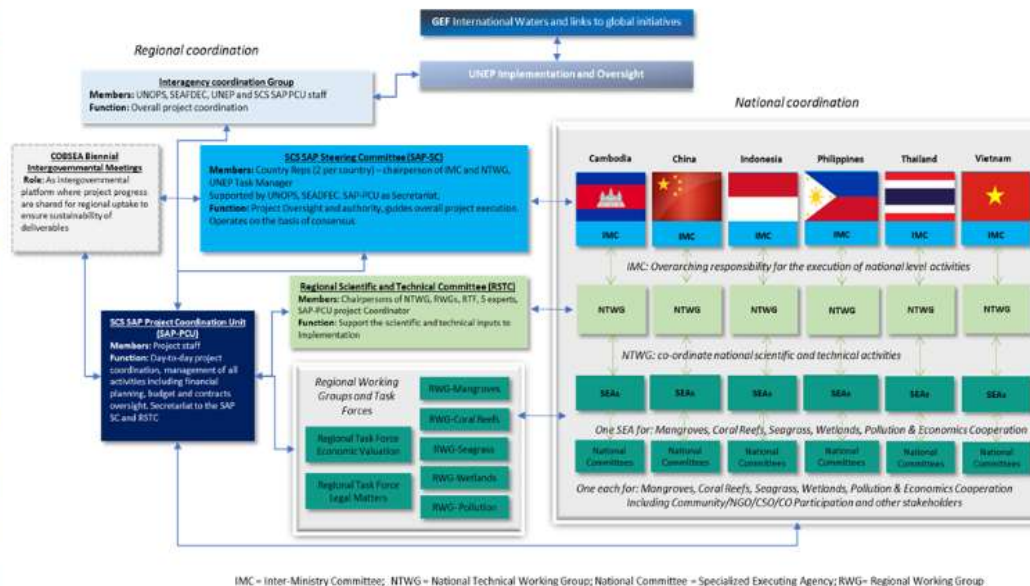 GEF International Waters and links to global initiatives
Regional coordination
UNEP Implementation and Oversight
Interagency coordination Group
Members: UNOPS, SEAFDEC, UNEP and SCS SAP PCU staff
Function: Overall project coordination
National coordination
COBSEA Biennial
Intergovernmental Meetings
Role: As intergovernmental
platform where project progress
are shared for regional uptake to
ensure sustainability of
deliverables
SCS SAP Steering Committee (SAP-SC)
Members: Country Reps (2 per country) – chairperson of IMC and NTWG,
UNEP Task Manager
Supported by UNOPS, SEADFEC, SAP-PCU as Secretariat,
Function: Project Oversight and authority, guides overall project execution.
Operates on the basis of consensus
Cambodia China Indonesia Philippines Thailand Vietnam
IMC IMC IMC IMC IMC IMC
IMC: Overarching responsibility for the execution of national level activities
Regional Scientific and Technical Committee (RSTC)
Members: Chairpersons of NTWG, RWGs, RTF, 5 experts,
SAP-PCU project Coordinator
Function: Support the scientific and technical inputs to
Implementation
NTWG NTWG NTWG NTWG NTWG NTWG
NTWG: co-ordinate national scientific and technical activities
SCS SAP Project Coordination Unit
(SAP-PCU)
Members: Project staff
Function: Day-to-day project
coordination, management of all
activities including financial
planning, budget and contracts
oversight. Secretariat to the SAP
SC and RSTC
Regional Working
Groups and Task
Forces
Regional Task Force
Economic Valuation
Regional Task Force
Legal Matters
RWG-Mangroves
RWG-Coral Reefs
RWG-Seagrass
RWG-Wetlands
RWG- Pollution
SEAs SEAs SEAs SEAs SEAs SEAs
One SEA for: Mangroves, Coral Reefs, Seagrass, Wetlands, Pollution & Economics Cooperation
National Committees National Committees National Committees National Committees National Committees National Committees
One each for: Mangroves, Coral Reefs, Seagrass, Wetlands, Pollution & Economics Cooperation
Including Community/NGO/CSO/CO Participation and other stakeholders
IMC = Inter-Ministry Committee; NTWG = National Technical Working Group; National Committee = Specialized Executing Agency; RWG= Regional Working Group